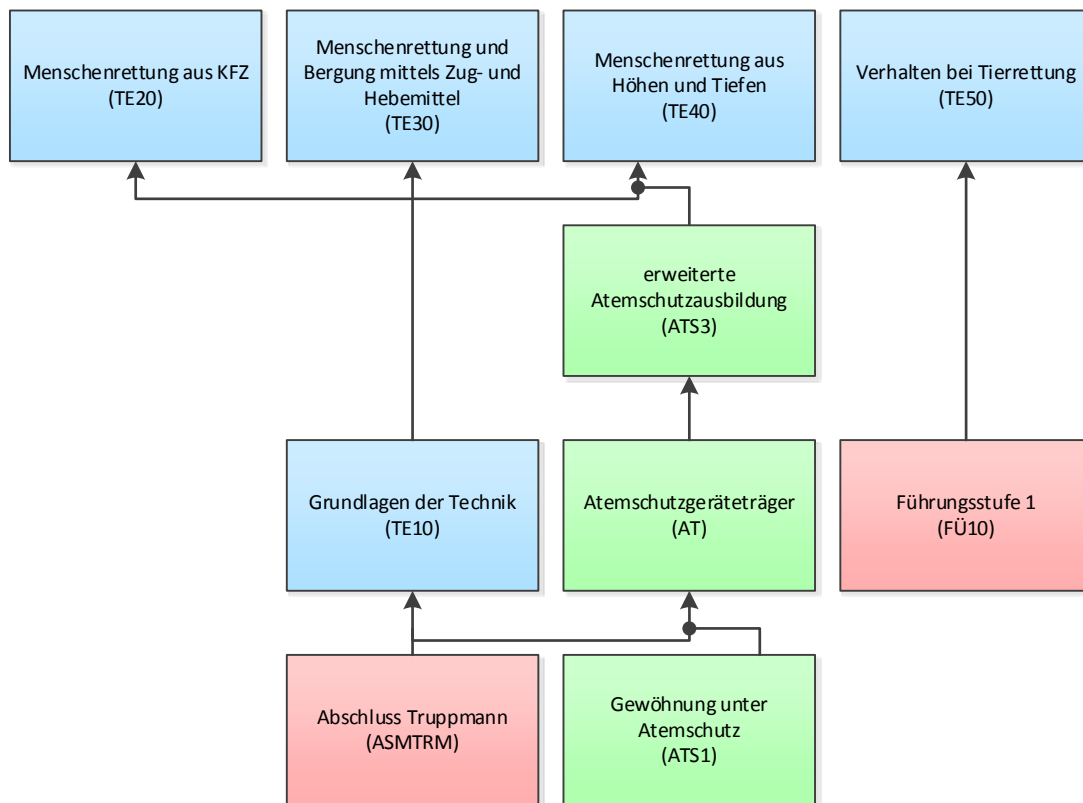 Menschenrettung aus KFZ
(TE20)
Menschenrettung und
Bergung mittels Zug- und
Hebemittel
(TE30)
Menschenrettung aus
Höhen und Tiefen
(TE40)
Verhalten bei Tierrettung
(TE50)
erweiterte
Atemschutzausbildung
(ATS3)
Grundlagen der Technik
(TE10)
Atemschutzgeräteträger
(AT)
Führungsstufe 1
(FÜ10)
Abschluss Truppmann
(ASMTRM)
Gewöhnung unter
Atemschutz
(ATS1)